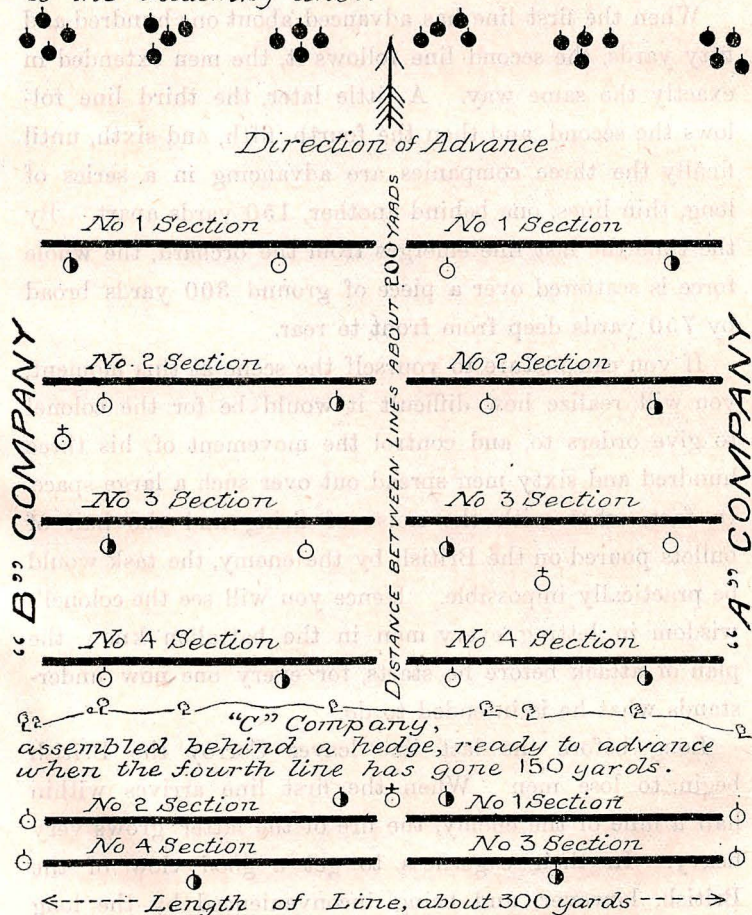 Direction of Advance
No 1 Section
No 1 Section
DISTANCE BETWEEN LINES ABOUT 200 YARD
"B" COMPANY
"A" COMPANY
No 2 Section
No 2 Section
No 3 Section
No 3 Section
No 4 Section
No 4 Section
"C" Company,
assembled behind a hedge, ready to advance
when the fourth line has gone 150 yards.
No 2 Section
No 1 Section
No 4 Section
No 3 Section
Length of Line, about 300 yards